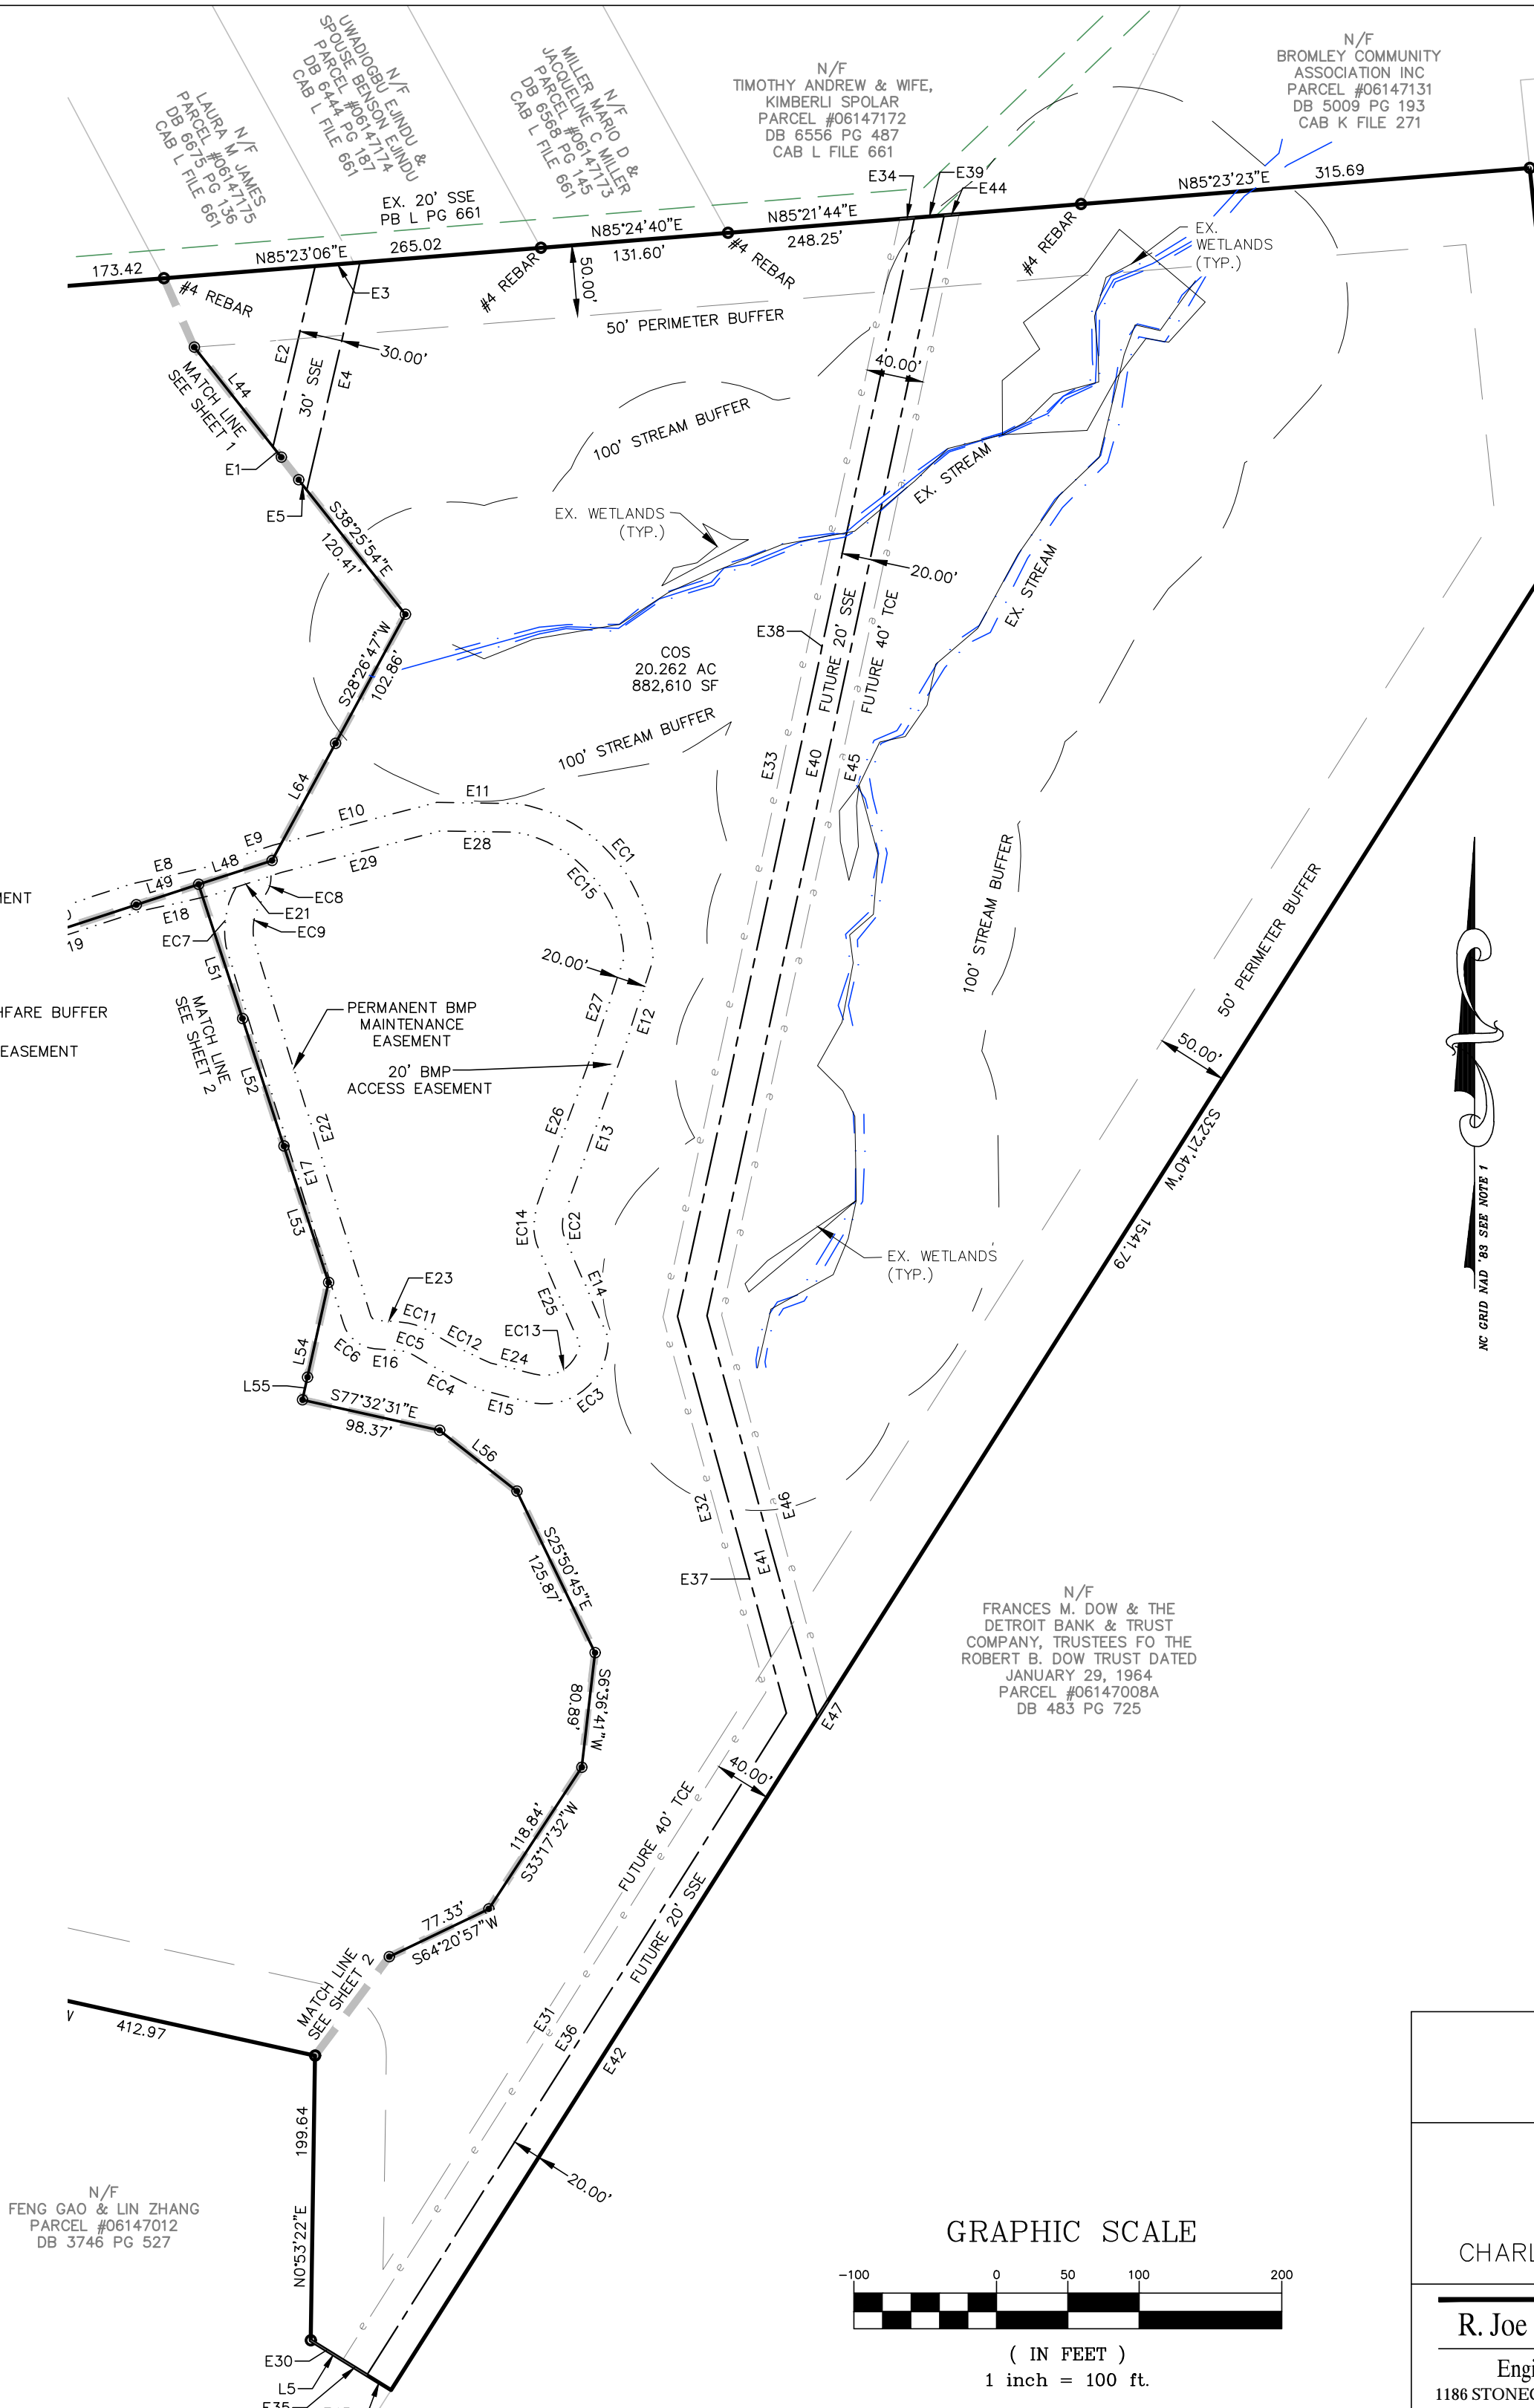 N/F
LAURA M JAMES
PARCEL #06147175
DB 6675 PG 136
CAB L FILE 661
N/F
UWADIOGBU EJINDU &
SPOUSE BENSON EJINDU
PARCEL #06147174
DB 6444 PG 187
CAB L FILE 661
N/F
MILLER MARIO D &
JACQUELINE C MILLER
PARCEL #06147173
DB 6568 PG 145
CAB L FILE 661
N/F
TIMOTHY ANDREW & WIFE,
KIMBERLI SPOLAR
PARCEL #06147172
DB 6556 PG 487
CAB L FILE 661
N/F
BROMLEY COMMUNITY
ASSOCIATION INC
PARCEL #06147131
DB 5009 PG 193
CAB K FILE 271
EX. 20' SSE
PB L PG 661
173.42
N85°23'06"E
265.02
N85°24'40"E
131.60'
N85°21'44"E
248.25'
E34
E39
E44
N85°23'23"E
315.69
#4 REBAR
#4 REBAR
#4 REBAR
#4 REBAR
E3
50.00'
50' PERIMETER BUFFER
EX.
WETLANDS
(TYP.)
E2
30' SSE
E4
30.00'
L44
MATCH LINE
SEE SHEET 1
E1
E5
40.00'
100' STREAM BUFFER
EX. STREAM
EX. WETLANDS
(TYP.)
S38°25'54"E
120.41'
20.00'
EX. STREAM
E38
FUTURE 20' SSE
FUTURE 40' TCE
COS
20.262 AC
882,610 SF
S28°26'47"W
102.86'
100' STREAM BUFFER
E33
E40
E45
L64
E11
E10
E9
E8
E28
E29
EC1
EC15
L48
L49
E18
EC8
E21
EC9
EC7
19
MENT
L51
20.00'
100' STREAM BUFFER
50' PERIMETER BUFFER
MATCH LINE
SEE SHEET 2
PERMANENT BMP
MAINTENANCE
EASEMENT
20' BMP
ACCESS EASEMENT
E27
E12
HFARE BUFFER
EASEMENT
L52
E22
E26
E13
50.00'
S32°21'40"W
1541.79
E17
L53
EC14
EC2
EX. WETLANDS
(TYP.)
NC GRID NAD '83 SEE NOTE 1
E23
EC11
EC12
EC5
EC6
E16
E24
EC13
E25
E14
EC4
E15
EC3
L54
L55
S77°32'31"E
98.37'
L56
E32
E46
S25°50'45"E
125.87'
E37
E41
N/F
FRANCES M. DOW & THE
DETROIT BANK & TRUST
COMPANY, TRUSTEES FO THE
ROBERT B. DOW TRUST DATED
JANUARY 29, 1964
PARCEL #06147008A
DB 483 PG 725
S6°36'41"W
80.89'
E47
40.00'
118.84'
S33°17'32"W
FUTURE 40' TCE
FUTURE 20' SSE
77.33'
S64°20'57"W
MATCH LINE
SEE SHEET 2
W
412.97
E31
E36
E42
199.64
N0°53'22"E
20.00'
N/F
FENG GAO & LIN ZHANG
PARCEL #06147012
DB 3746 PG 527
E30
L5
E35
GRAPHIC SCALE
-100 0 50 100 200
( IN FEET )
1 inch = 100 ft.
CHARL
R. Joe
Engi
1186 STONEC